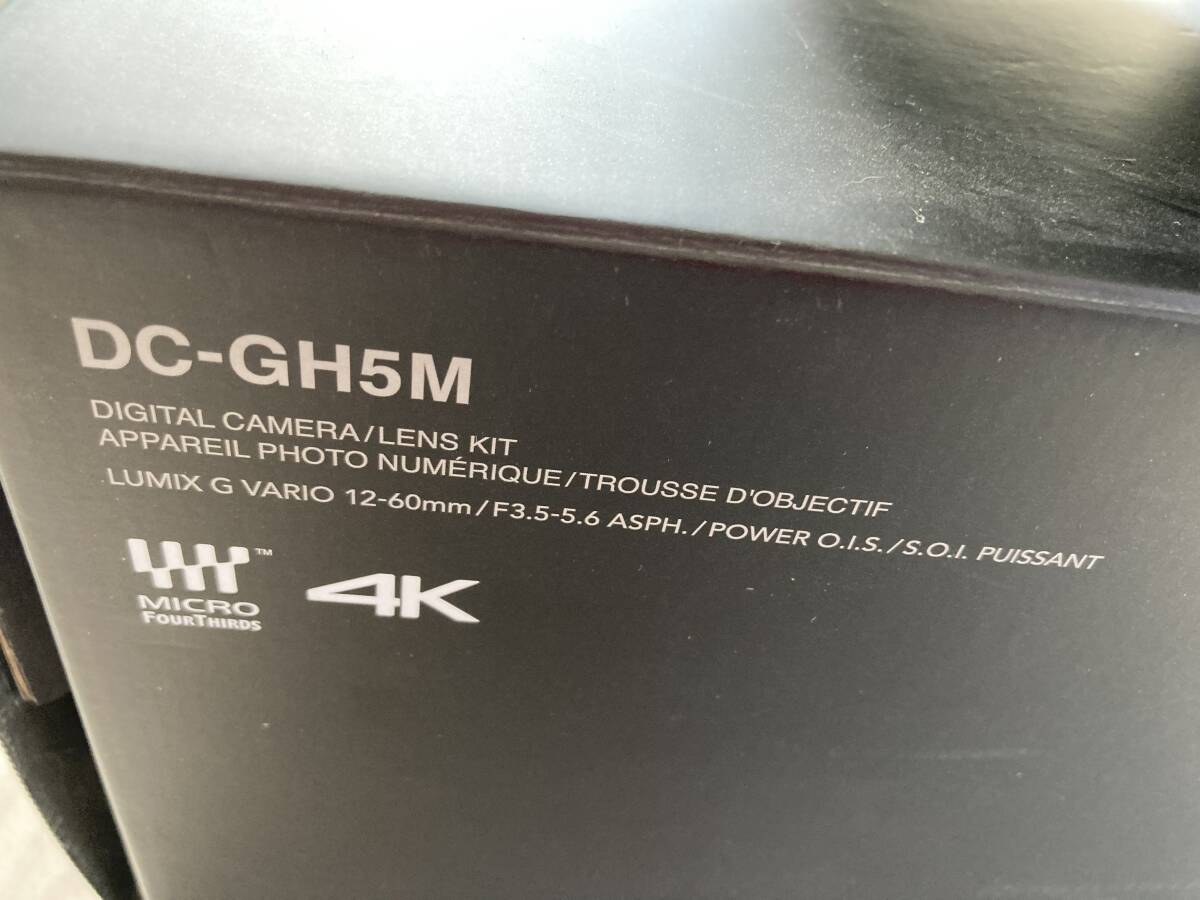 DC-GH5M
DIGITAL CAMERA/LENS KIT
APPAREIL PHOTO NUMÉRIQUE/TROUSSE D'OBJECTIF
LUMIX G VARIO 12-60mm/F3.5-5.6 ASPH./POWER O.I.S./S.O.I. PUISSANT
™
MICRO
FOURTHIRDS
4K